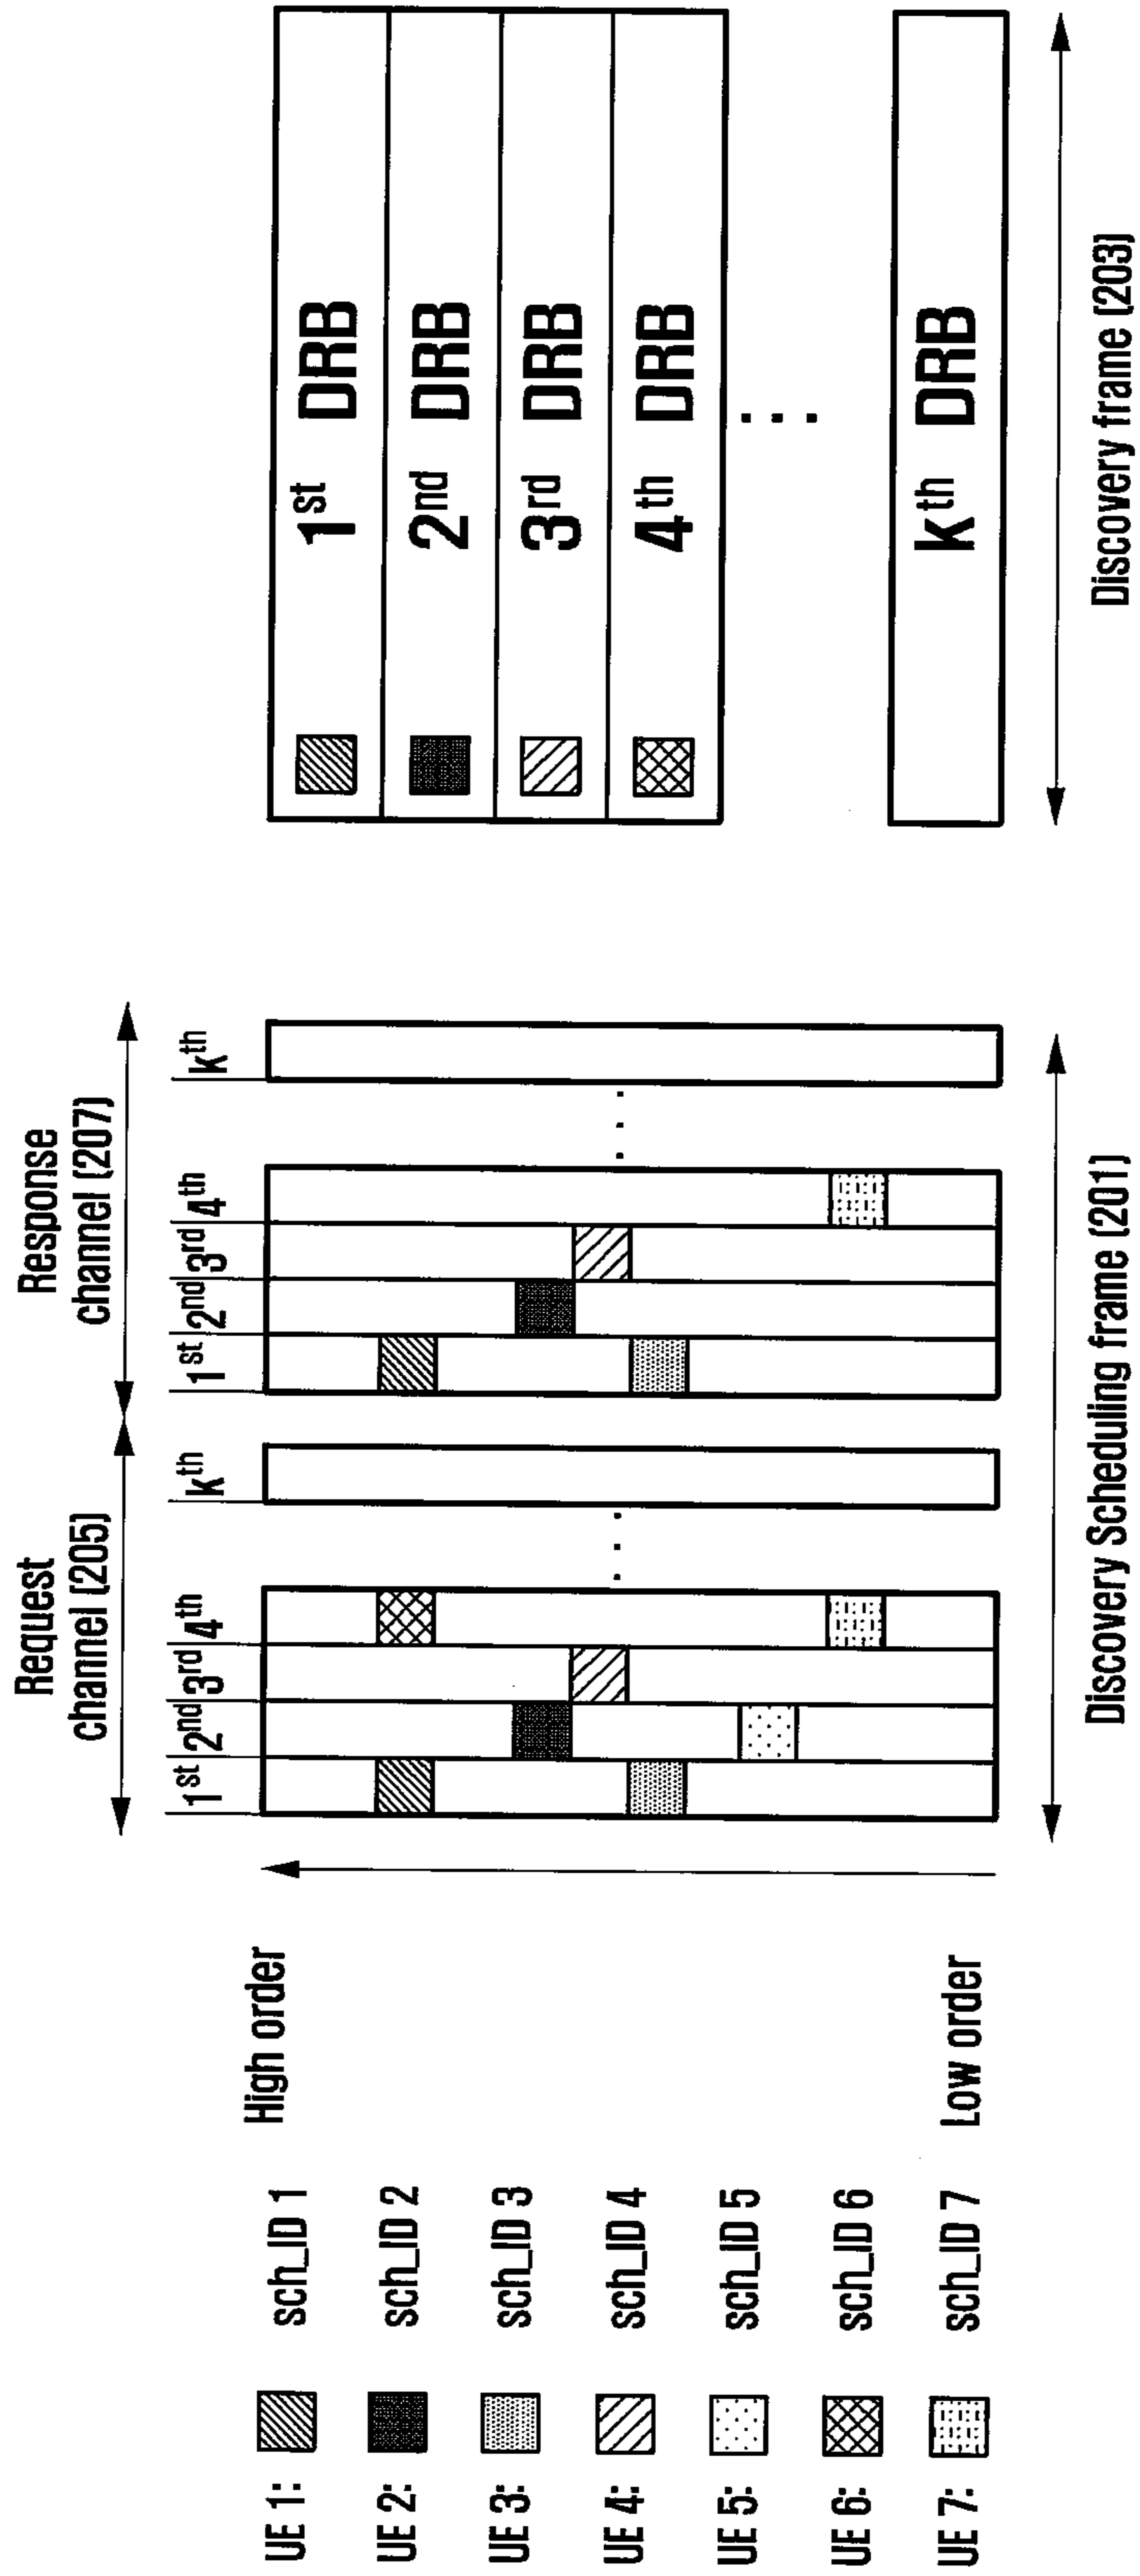 UE 1: sch_ID 1
UE 2: sch_ID 2
UE 3: sch_ID 3
UE 4: sch_ID 4
UE 5: sch_ID 5
UE 6: sch_ID 6
UE 7: sch_ID 7
High order
Low order
Request
channel (205)
1st 2nd 3rd 4th kth
Response
channel (207)
1st 2nd 3rd 4th kth
Discovery Scheduling frame (201)
1st DRB
2nd DRB
3rd DRB
4th DRB
kth DRB
Discovery frame (203)